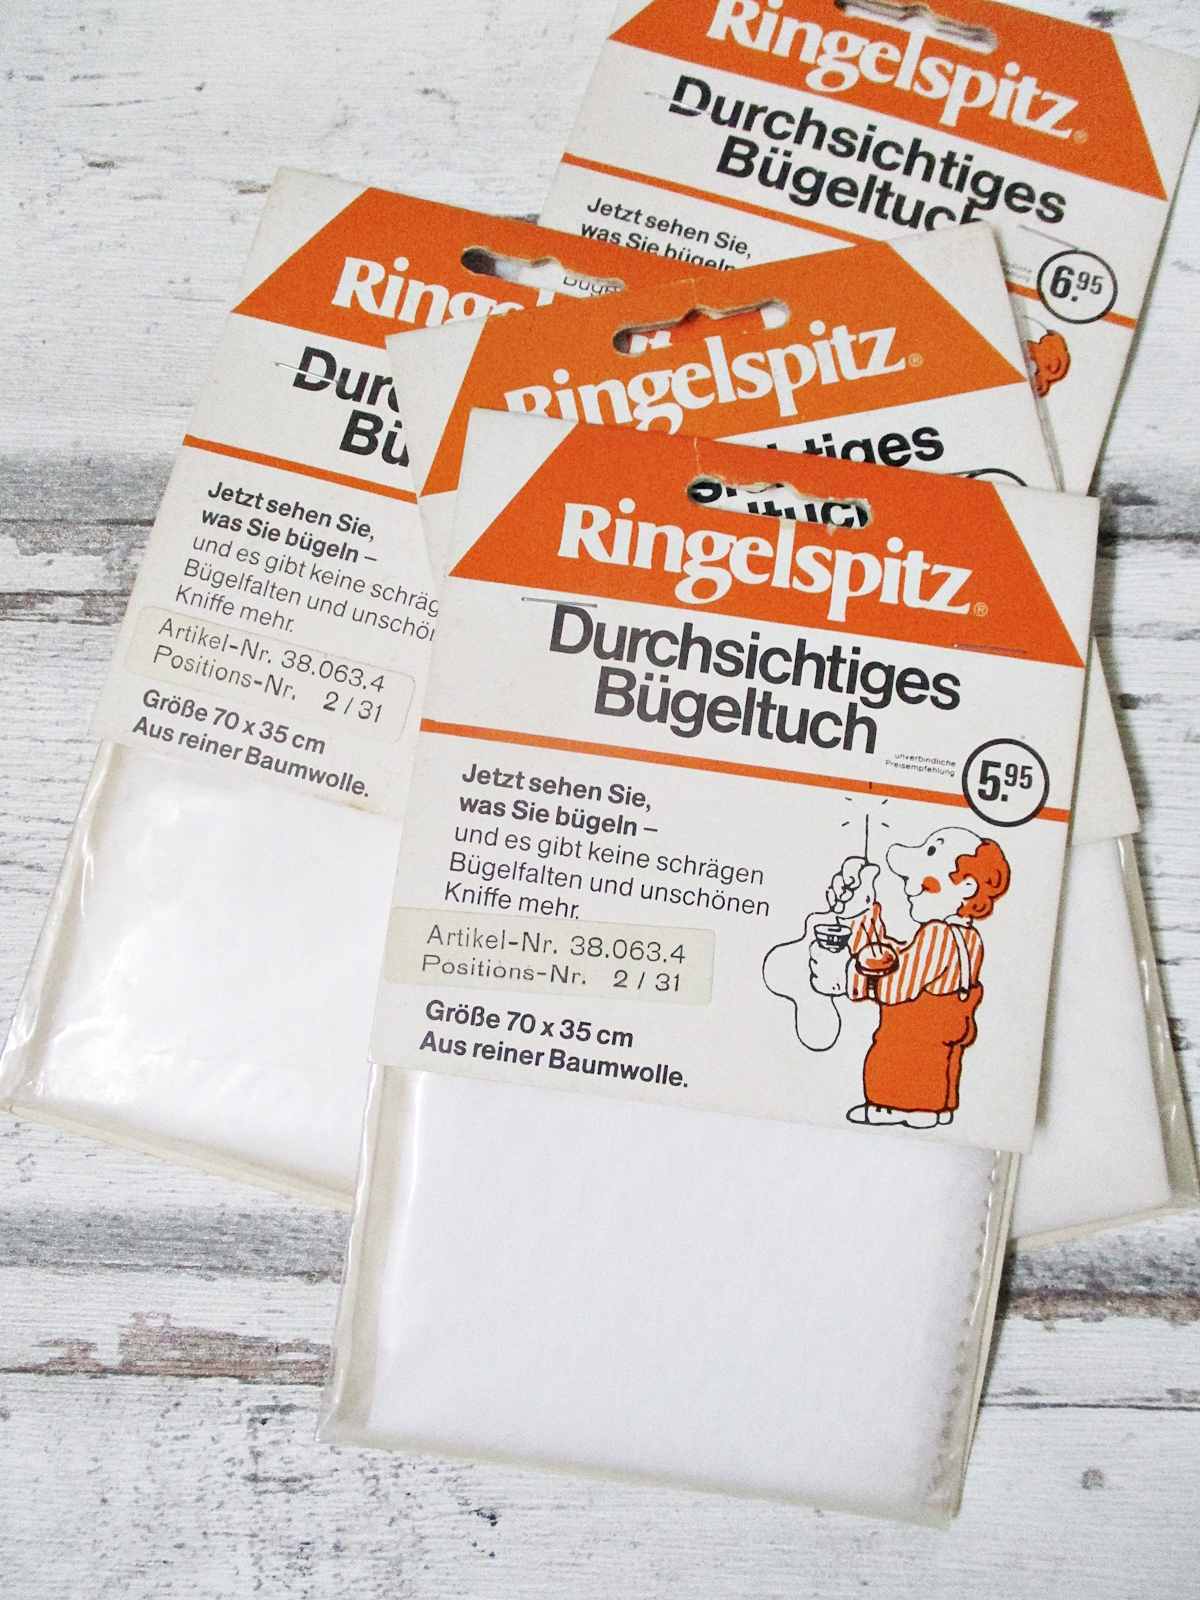 Ringelspitz®
Durchsichtiges
Bügeltuch
Jetzt sehen Sie,
was Sie bügeln
6.95
Jetzt sehen Sie,
was Sie bügeln –
und es gibt keine
Bügelfalten und
Kniffe mehr.
Artikel-Nr. 38.063.4
Positions-Nr. 2 / 31
Größe 70 x 35 cm
Aus reiner Baumwolle.
Ringelspitz®
Ringelspitz®
Durchsichtiges
Bügeltuch
unverbindliche
Preisempfehlung
5.95
Jetzt sehen Sie,
was Sie bügeln –
und es gibt keine schrägen
Bügelfalten und unschönen
Kniffe mehr.
Artikel-Nr. 38.063.4
Positions-Nr. 2 / 31
Größe 70 x 35 cm
Aus reiner Baumwolle.